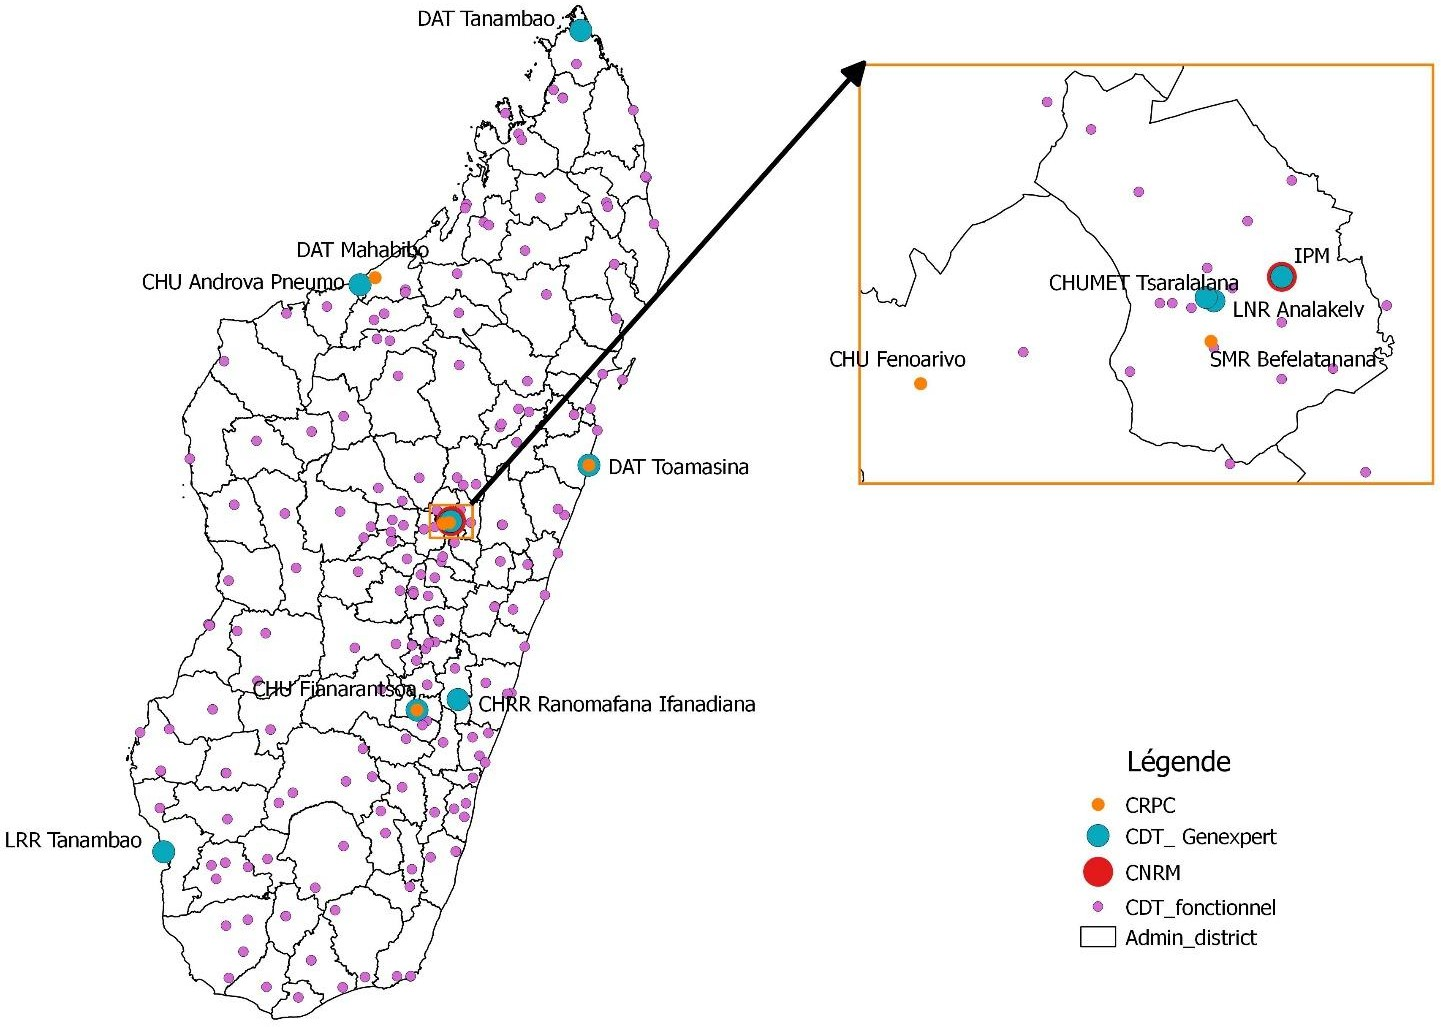 DAT Tanambao
DAT Mahabibo
CHU Androva Pneumo
DAT Toamasina
CHU Fianarantsoa
CHRR Ranomafana Ifanadiana
LRR Tanambao
IPM
CHUMET Tsaralalana
LNR Analakelv
CHU Fenoarivo
SMR Befelatanana
Légende
CRPC
CDT_ Genexpert
CNRM
CDT_fonctionnel
Admin_district